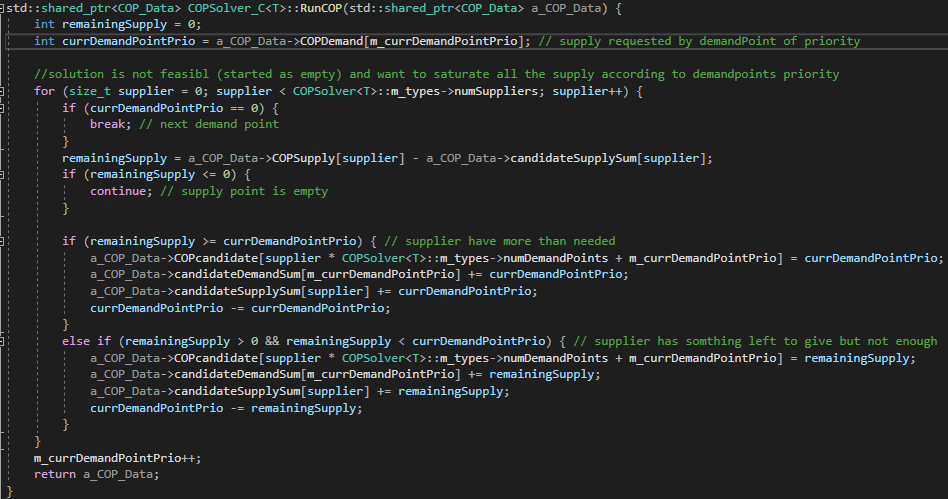 std::shared_ptr<COP_Data> COPSolver_C<T>::RunCOP(std::shared_ptr<COP_Data> a_COP_Data) {
    int remainingSupply = 0;
    int currDemandPointPrio = a_COP_Data->COPDemand[m_currDemandPointPrio]; // supply requested by demandPoint of priority

    //solution is not feasibl (started as empty) and want to saturate all the supply according to demandpoints priority
    for (size_t supplier = 0; supplier < COPSolver<T>::m_types->numSuppliers; supplier++) {
        if (currDemandPointPrio == 0) {
            break; // next demand point
        }
        remainingSupply = a_COP_Data->COPSupply[supplier] - a_COP_Data->candidateSupplySum[supplier];
        if (remainingSupply <= 0) {
            continue; // supply point is empty
        }

        if (remainingSupply >= currDemandPointPrio) { // supplier have more than needed
            a_COP_Data->COPcandidate[supplier * COPSolver<T>::m_types->numDemandPoints + m_currDemandPointPrio] = currDemandPointPrio;
            a_COP_Data->candidateDemandSum[m_currDemandPointPrio] += currDemandPointPrio;
            a_COP_Data->candidateSupplySum[supplier] += currDemandPointPrio;
            currDemandPointPrio -= currDemandPointPrio;
        }
        else if (remainingSupply > 0 && remainingSupply < currDemandPointPrio) { // supplier has somthing left to give but not enough
            a_COP_Data->COPcandidate[supplier * COPSolver<T>::m_types->numDemandPoints + m_currDemandPointPrio] = remainingSupply;
            a_COP_Data->candidateDemandSum[m_currDemandPointPrio] += remainingSupply;
            a_COP_Data->candidateSupplySum[supplier] += remainingSupply;
            currDemandPointPrio -= remainingSupply;
        }
    }
    m_currDemandPointPrio++;
    return a_COP_Data;
}